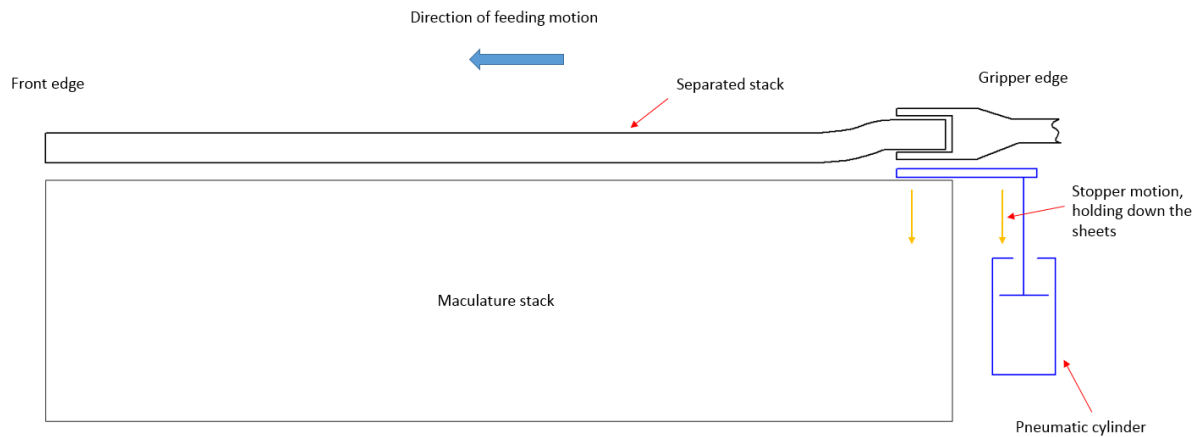 Direction of feeding motion
Front edge
Gripper edge
Separated stack
Stopper motion,
holding down the
sheets
Maculature stack
Pneumatic cylinder